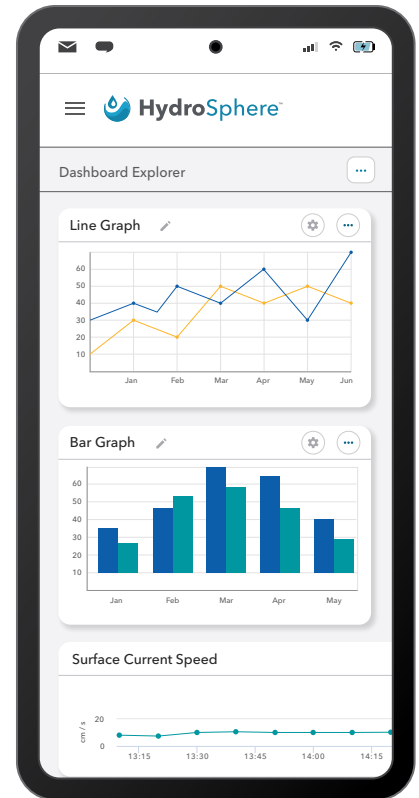 HydroSphere™
Dashboard Explorer
Line Graph
60
50
40
30
20
10
Jan Feb Mar Apr May Jun
Bar Graph
60
50
40
30
20
10
Jan Feb Mar Apr May
Surface Current Speed
cm / s
20
0
13:15 13:30 13:45 14:00 14:15